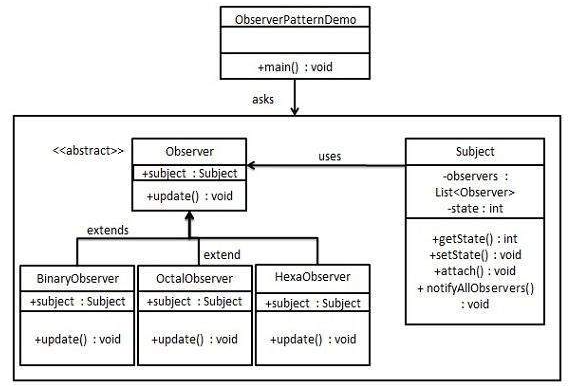 ObserverPatternDemo
+main() : void
asks
<<abstract>>
Observer
+subject : Subject
+update() : void
uses
Subject
-observers :
List<Observer>
-state : int
+getState() : int
+setState() : void
+attach() : void
+ notifyAllObservers()
: void
extends
extend
BinaryObserver
+subject : Subject
+update() : void
OctalObserver
+subject : Subject
+update() : void
HexaObserver
+subject : Subject
+update() : void